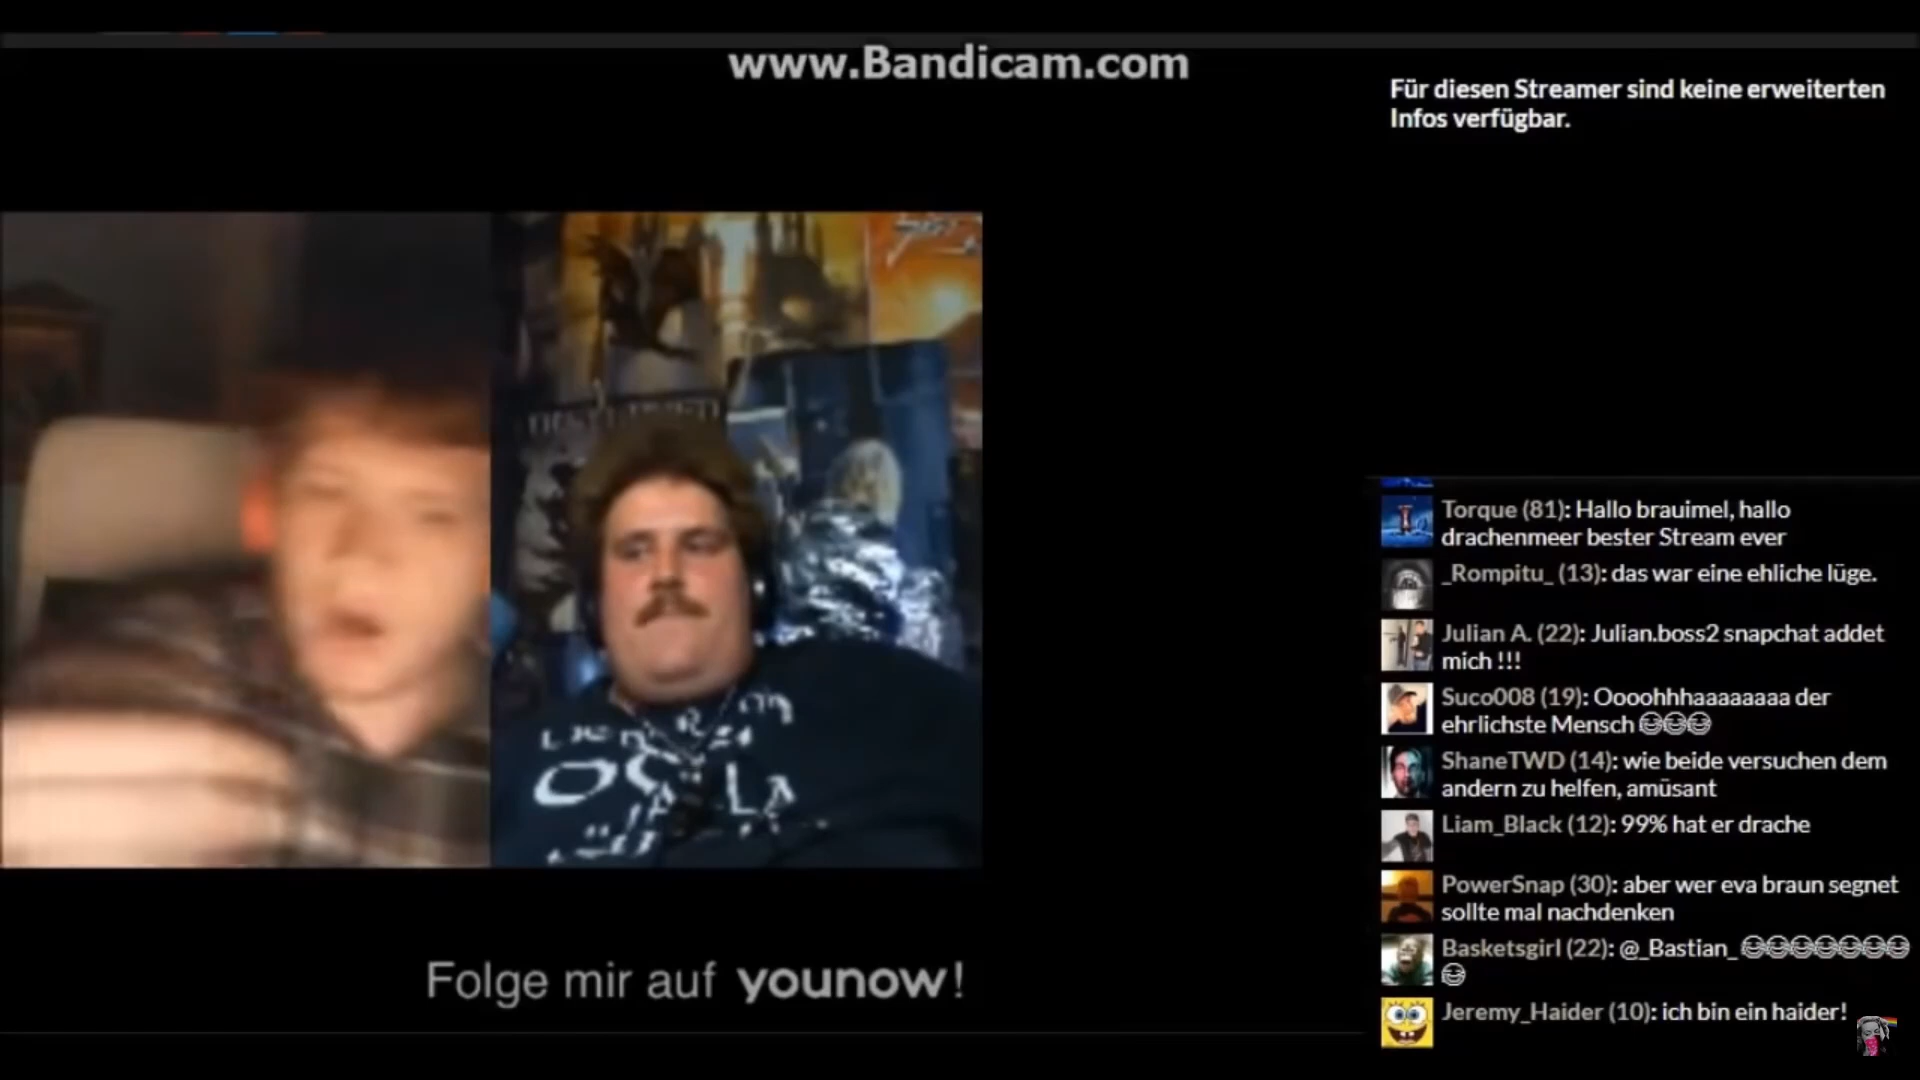 www.Bandicam.com
Für diesen Streamer sind keine erweiterten
Infos verfügbar.
Torque (81): Hallo brauimel, hallo
drachenmeer bester Stream ever
_Rompitu_ (13): das war eine ehliche lüge.
Julian A. (22): Julian.boss2 snapchat addet
mich !!!
Suco008 (19): Oooohhhaaaaaaaa der
ehrlichste Mensch 😂😂😂
ShaneTWD (14): wie beide versuchen dem
andern zu helfen, amüsant
Liam_Black (12): 99% hat er drache
PowerSnap (30): aber wer eva braun segnet
sollte mal nachdenken
Basketsgirl (22): @_Bastian_ 😂😂😂😂😂😂😂
😂
Jeremy_Haider (10): ich bin ein haider!
Folge mir auf younow!